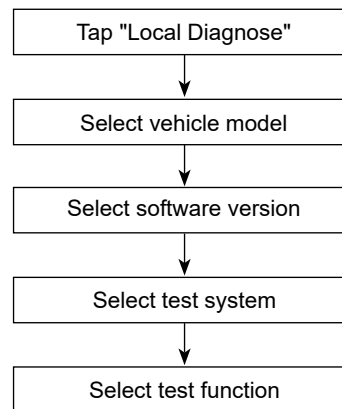 Tap "Local Diagnose"
Select vehicle model
Select software version
Select test system
Select test function